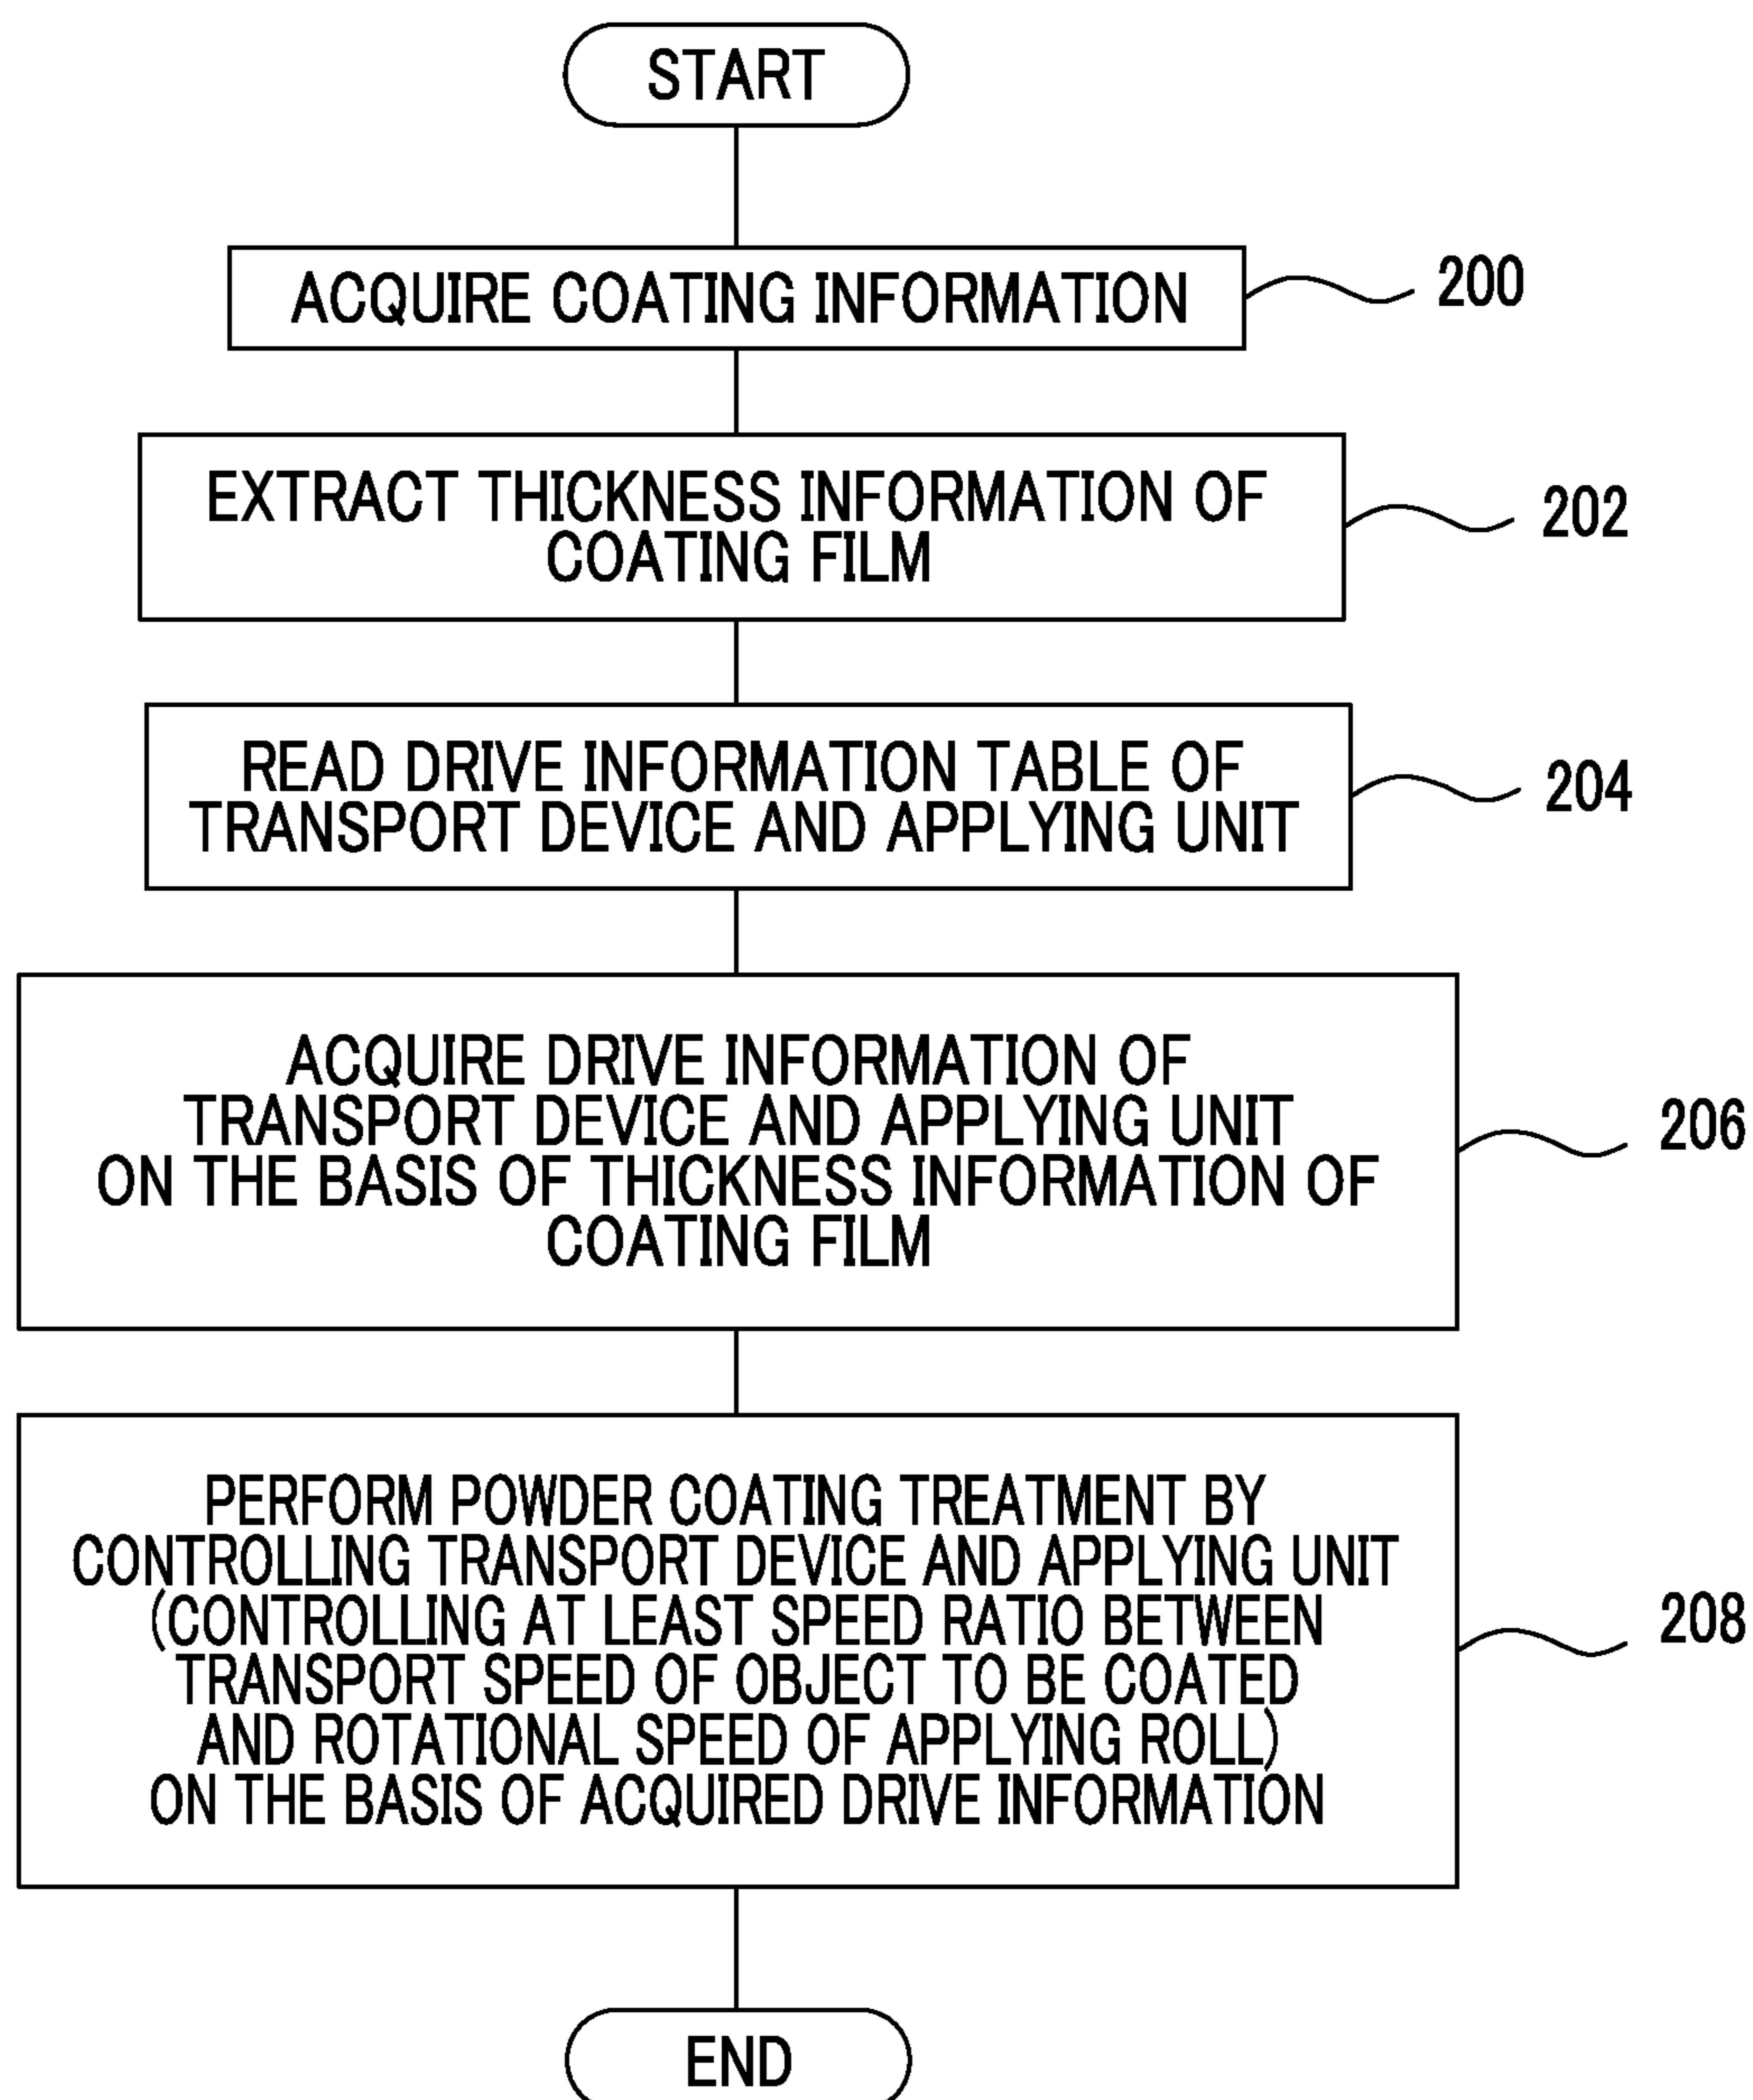 START
ACQUIRE COATING INFORMATION
200
EXTRACT THICKNESS INFORMATION OF
COATING FILM
202
READ DRIVE INFORMATION TABLE OF
TRANSPORT DEVICE AND APPLYING UNIT
204
ACQUIRE DRIVE INFORMATION OF
TRANSPORT DEVICE AND APPLYING UNIT
ON THE BASIS OF THICKNESS INFORMATION OF
COATING FILM
206
PERFORM POWDER COATING TREATMENT BY
CONTROLLING TRANSPORT DEVICE AND APPLYING UNIT
(CONTROLLING AT LEAST SPEED RATIO BETWEEN
TRANSPORT SPEED OF OBJECT TO BE COATED
AND ROTATIONAL SPEED OF APPLYING ROLL)
ON THE BASIS OF ACQUIRED DRIVE INFORMATION
208
END